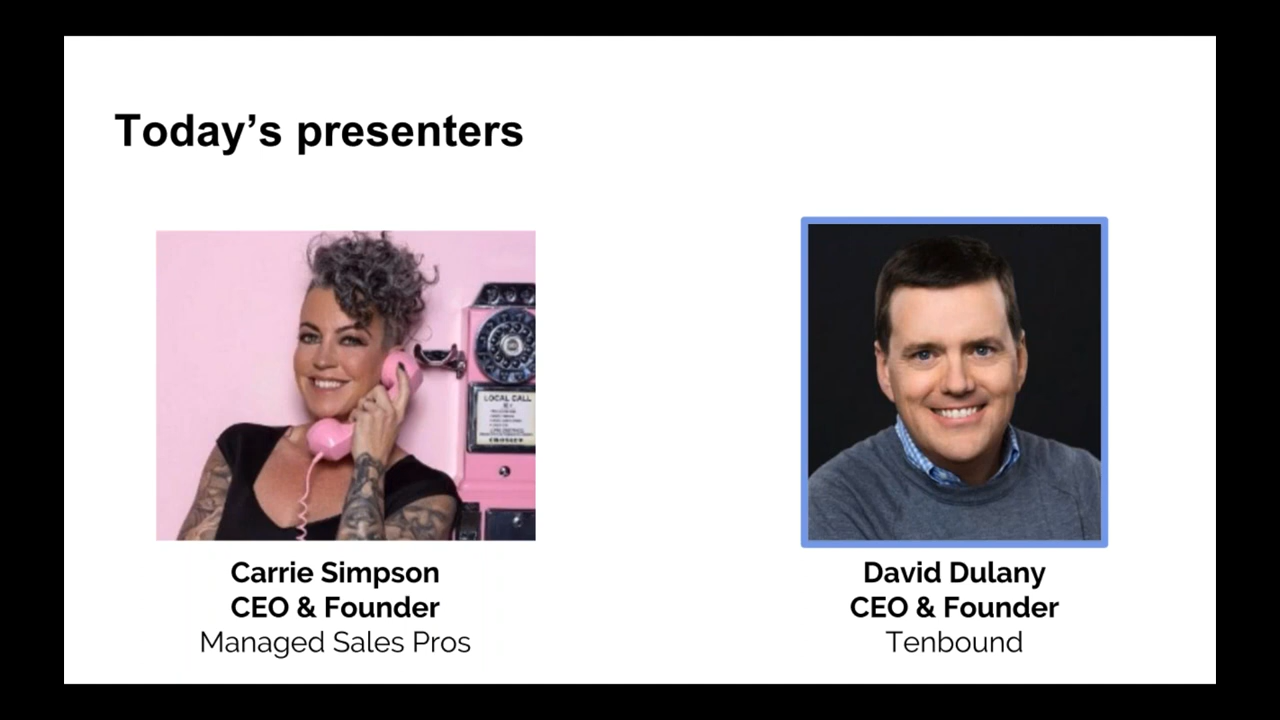 Today’s presenters
LOCAL CALL
Carrie Simpson
CEO & Founder
Managed Sales Pros
David Dulany
CEO & Founder
Tenbound